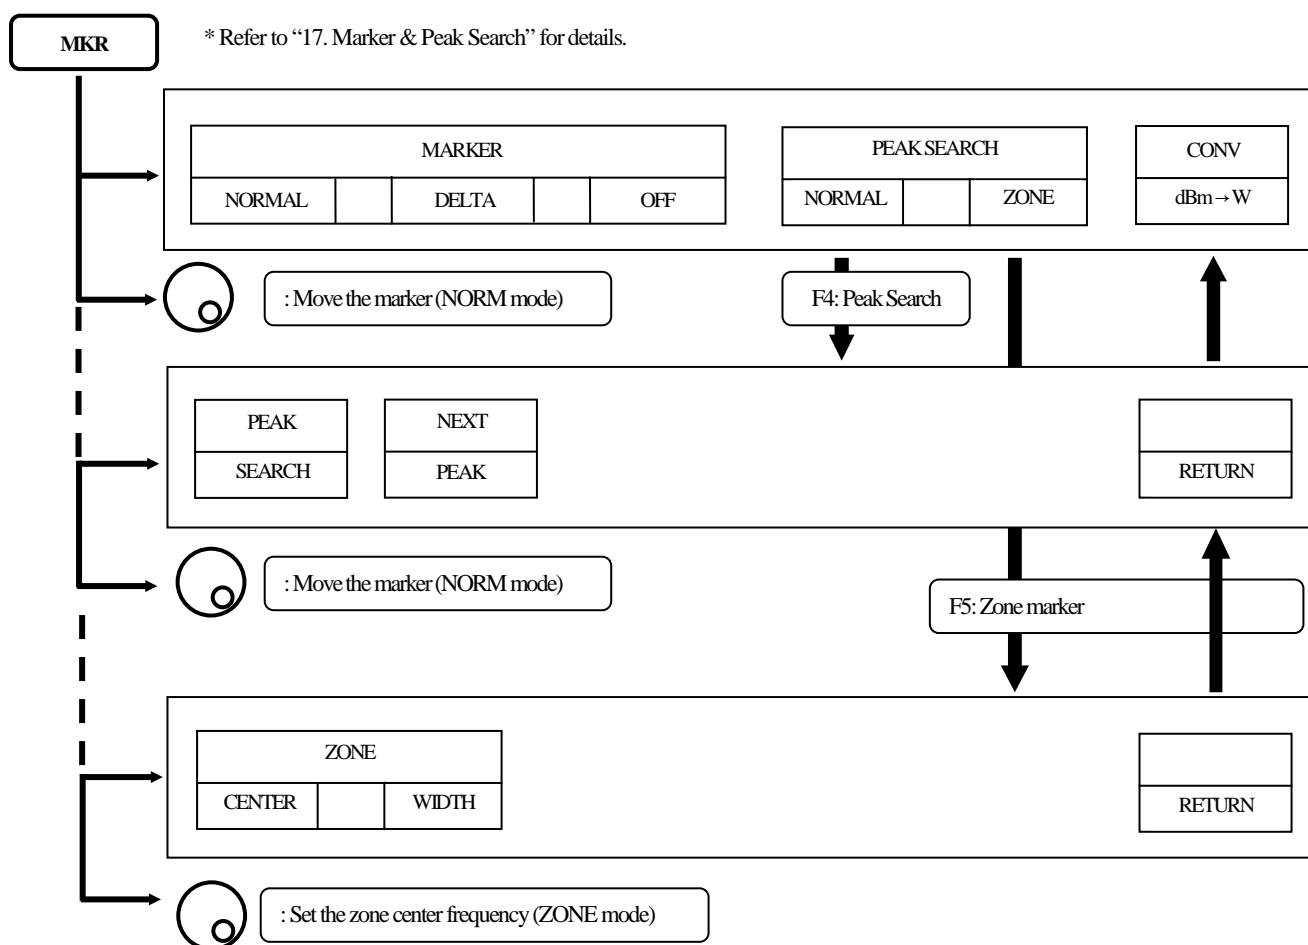 MKR
* Refer to “17. Marker & Peak Search” for details.
MARKER
NORMAL DELTA OFF
PEAK SEARCH
NORMAL ZONE
CONV
dBm→W
: Move the marker (NORM mode)
F4: Peak Search
PEAK
SEARCH
NEXT
PEAK
RETURN
: Move the marker (NORM mode)
F5: Zone marker
ZONE
CENTER WIDTH
RETURN
: Set the zone center frequency (ZONE mode)